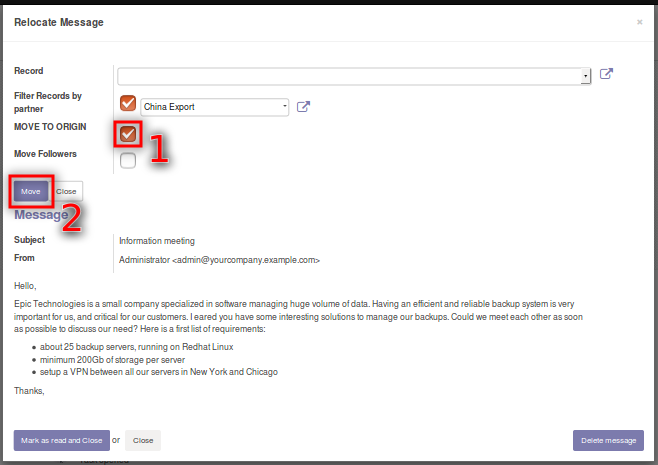 Relocate Message ×
Record
Filter Records by
partner
China Export
MOVE TO ORIGIN
1
Move Followers
Move Close
2
Message
Subject Information meeting
From Administrator <admin@yourcompany.example.com>
Hello,
Epic Technologies is a small company specialized in software managing huge volume of data. Having an efficient and reliable backup system is very
important for us, and critical for our customers. I eared you have some interesting solutions to manage our backups. Could we meet each other as soon
as possible to discuss our need? Here is a first list of requirements:
• about 25 backup servers, running on Redhat Linux
• minimum 200Gb of storage per server
• setup a VPN between all our servers in New York and Chicago
Thanks,
Mark as read and Close or Close Delete message